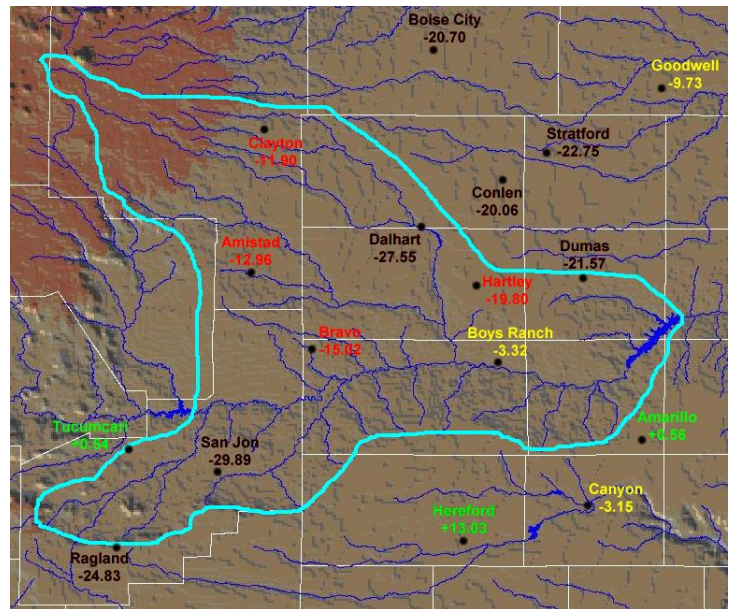 Boise City
-20.70
Goodwell
-9.73
Clayton
-11.90
Stratford
-22.75
Conlen
-20.06
Dalhart
-27.55
Amistad
-12.96
Dumas
-21.57
Hartley
-19.80
Bravo
-15.02
Boys Ranch
-3.32
Tucumcari
+0.54
San Jon
-29.89
Amarillo
+0.56
Canyon
-3.15
Hereford
+13.03
Ragland
-24.83